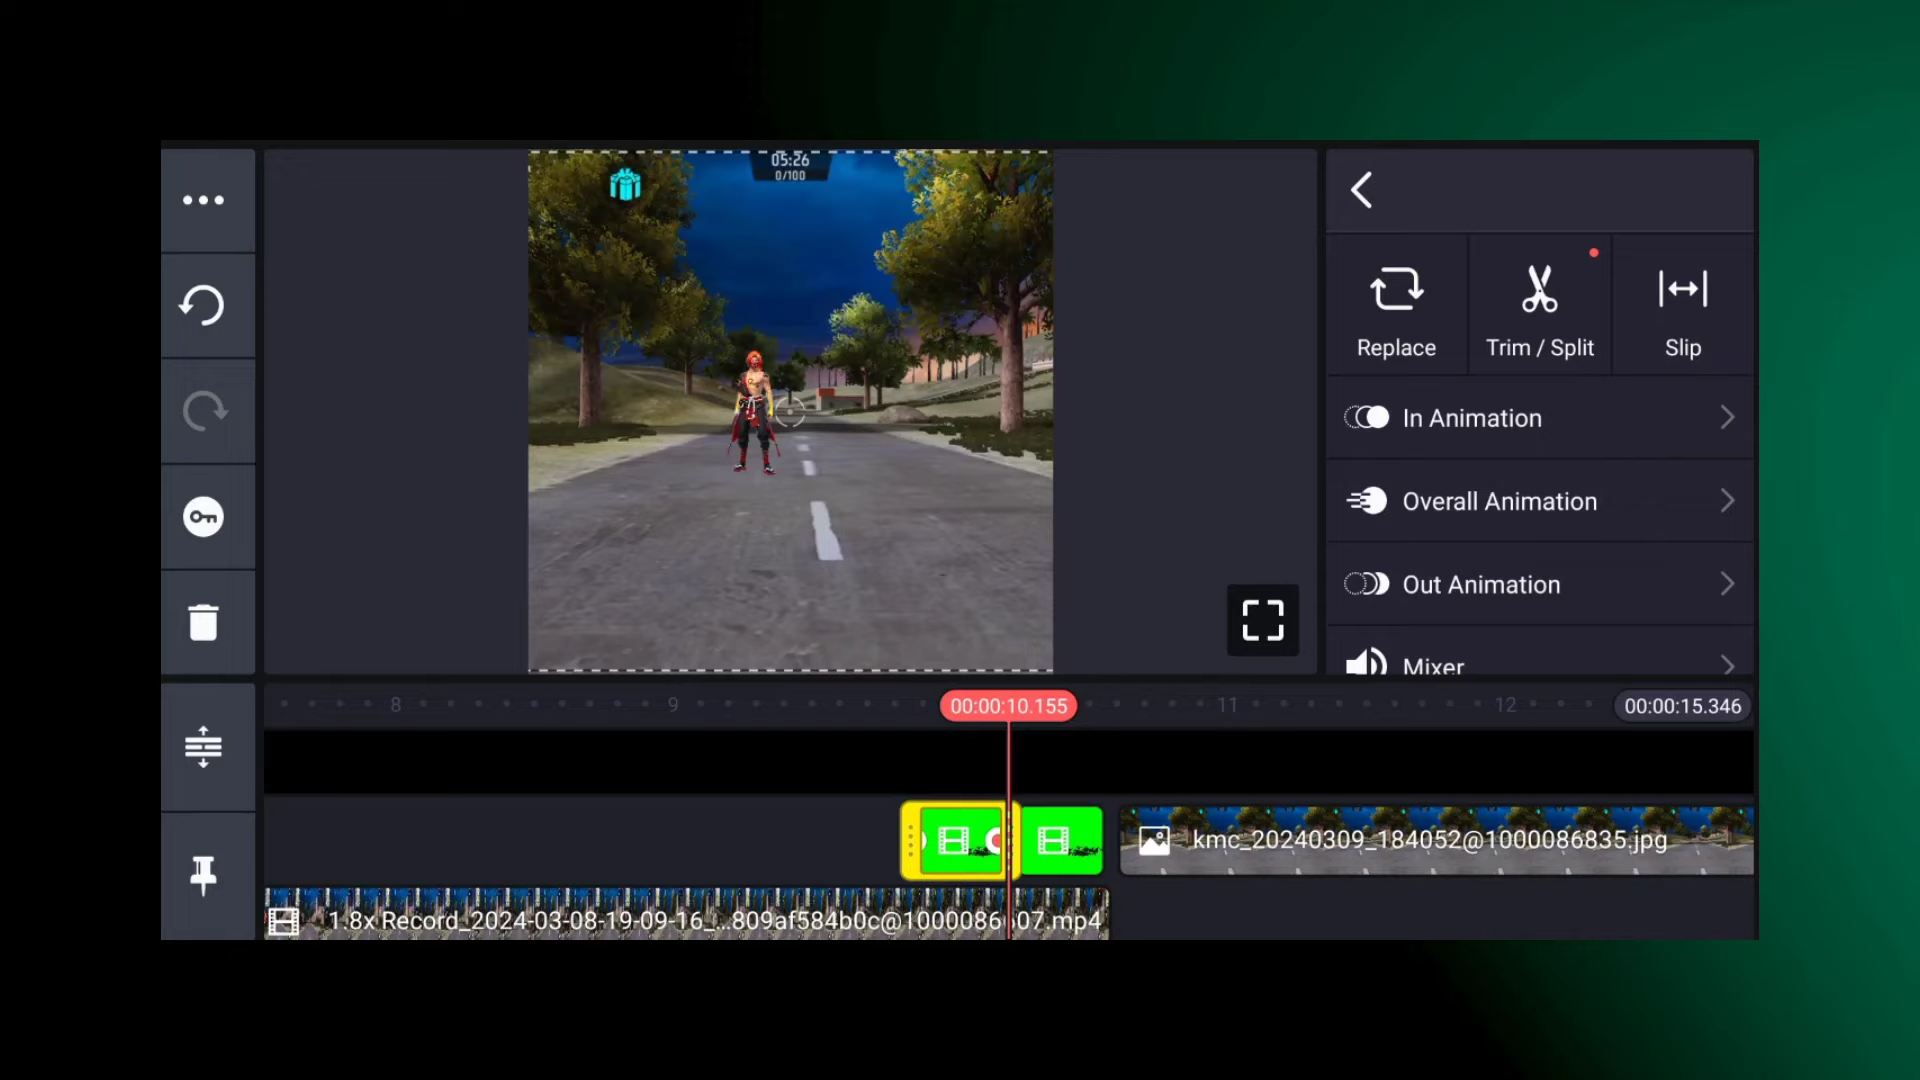 05:26
0/100
Replace
Trim / Split
Slip
In Animation
Overall Animation
Out Animation
Mixer
8
9
00:00:10.155
11
12
00:00:15.346
kmc_20240309_184052@1000086835.jpg
1.8x Record_2024-03-08-19-09-16_...809af584b0c@1000086 07.mp4